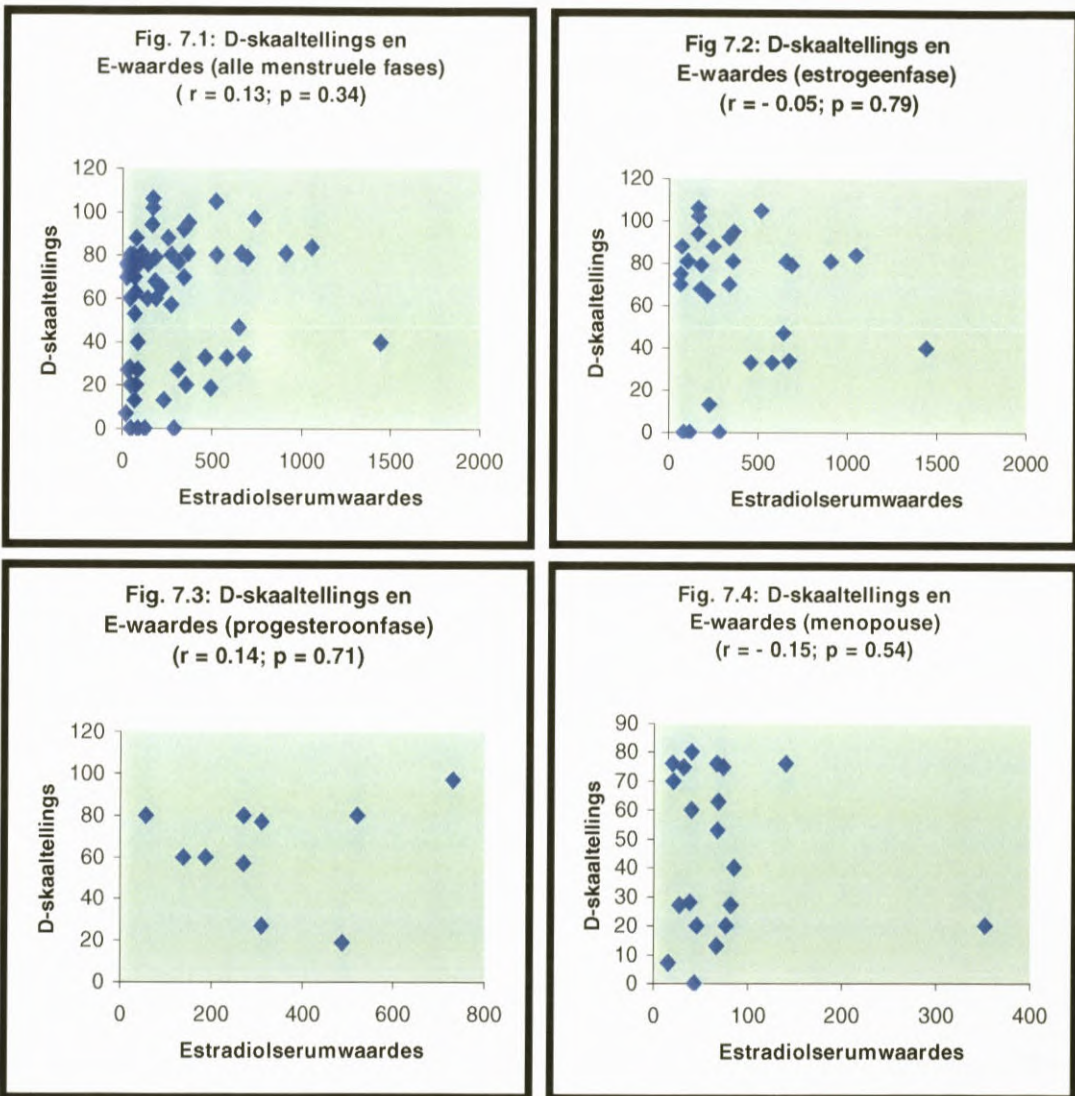 Fig. 7.1: D-skaaltellings en
E-waardes (alle menstruele fases)
( r = 0.13; p = 0.34)
D-skaaltellings
120
100
80
60
40
20
0
0 500 1000 1500 2000
Estradiolserumwaardes
Fig 7.2: D-skaaltellings en
E-waardes (estrogeenfase)
(r = - 0.05; p = 0.79)
D-skaaltellings
120
100
80
60
40
20
0
0 500 1000 1500 2000
Estradiolserumwaardes
Fig. 7.3: D-skaaltellings en
E-waardes (progesteroonfase)
(r = 0.14; p = 0.71)
D-skaaltellings
120
100
80
60
40
20
0
0 200 400 600 800
Estradiolserumwaardes
Fig. 7.4: D-skaaltellings en
E-waardes (menopouse)
(r = - 0.15; p = 0.54)
D-skaaltellings
90
80
70
60
50
40
30
20
10
0
0 100 200 300 400
Estradiolserumwaardes